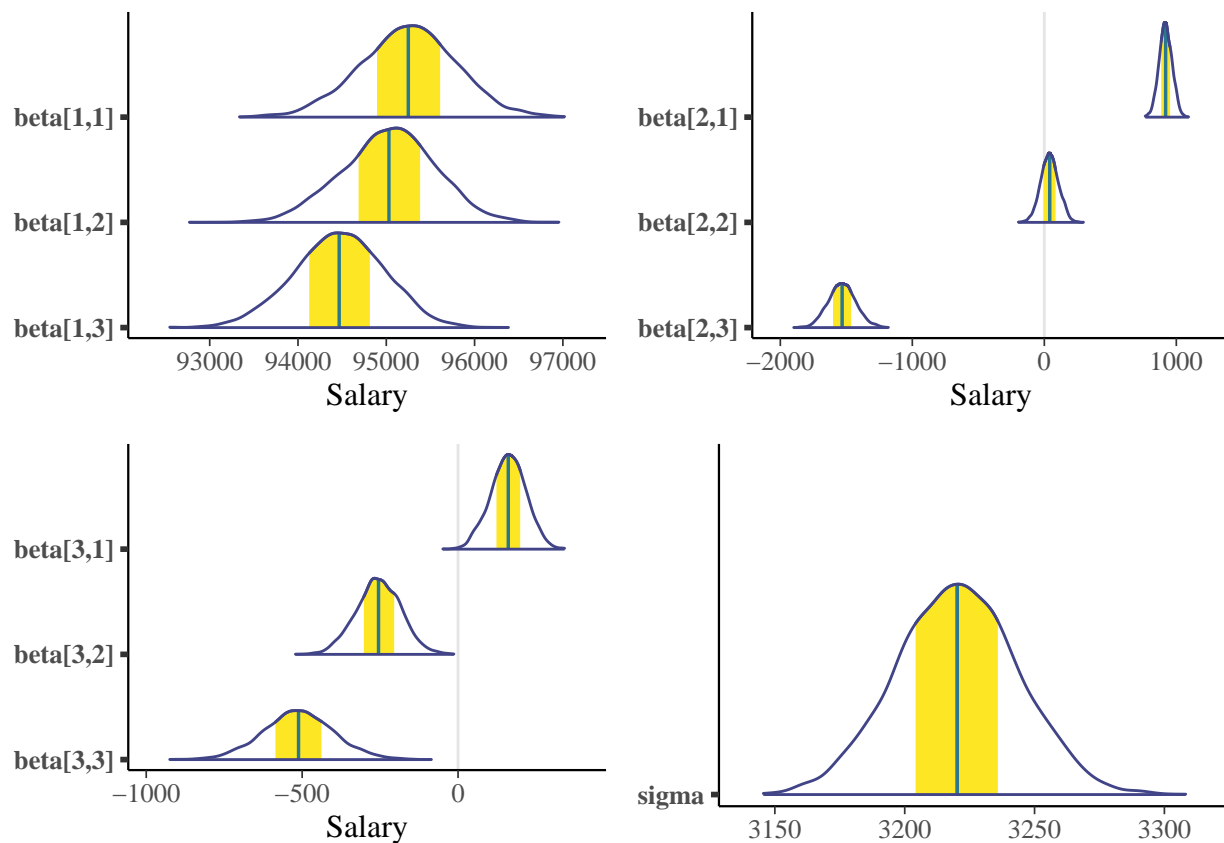 beta[1,1]
beta[1,2]
beta[1,3]
93000 94000 95000 96000 97000
Salary
beta[2,1]
beta[2,2]
beta[2,3]
−2000 −1000 0 1000
Salary
beta[3,1]
beta[3,2]
beta[3,3]
−1000 −500 0
Salary
sigma
3150 3200 3250 3300